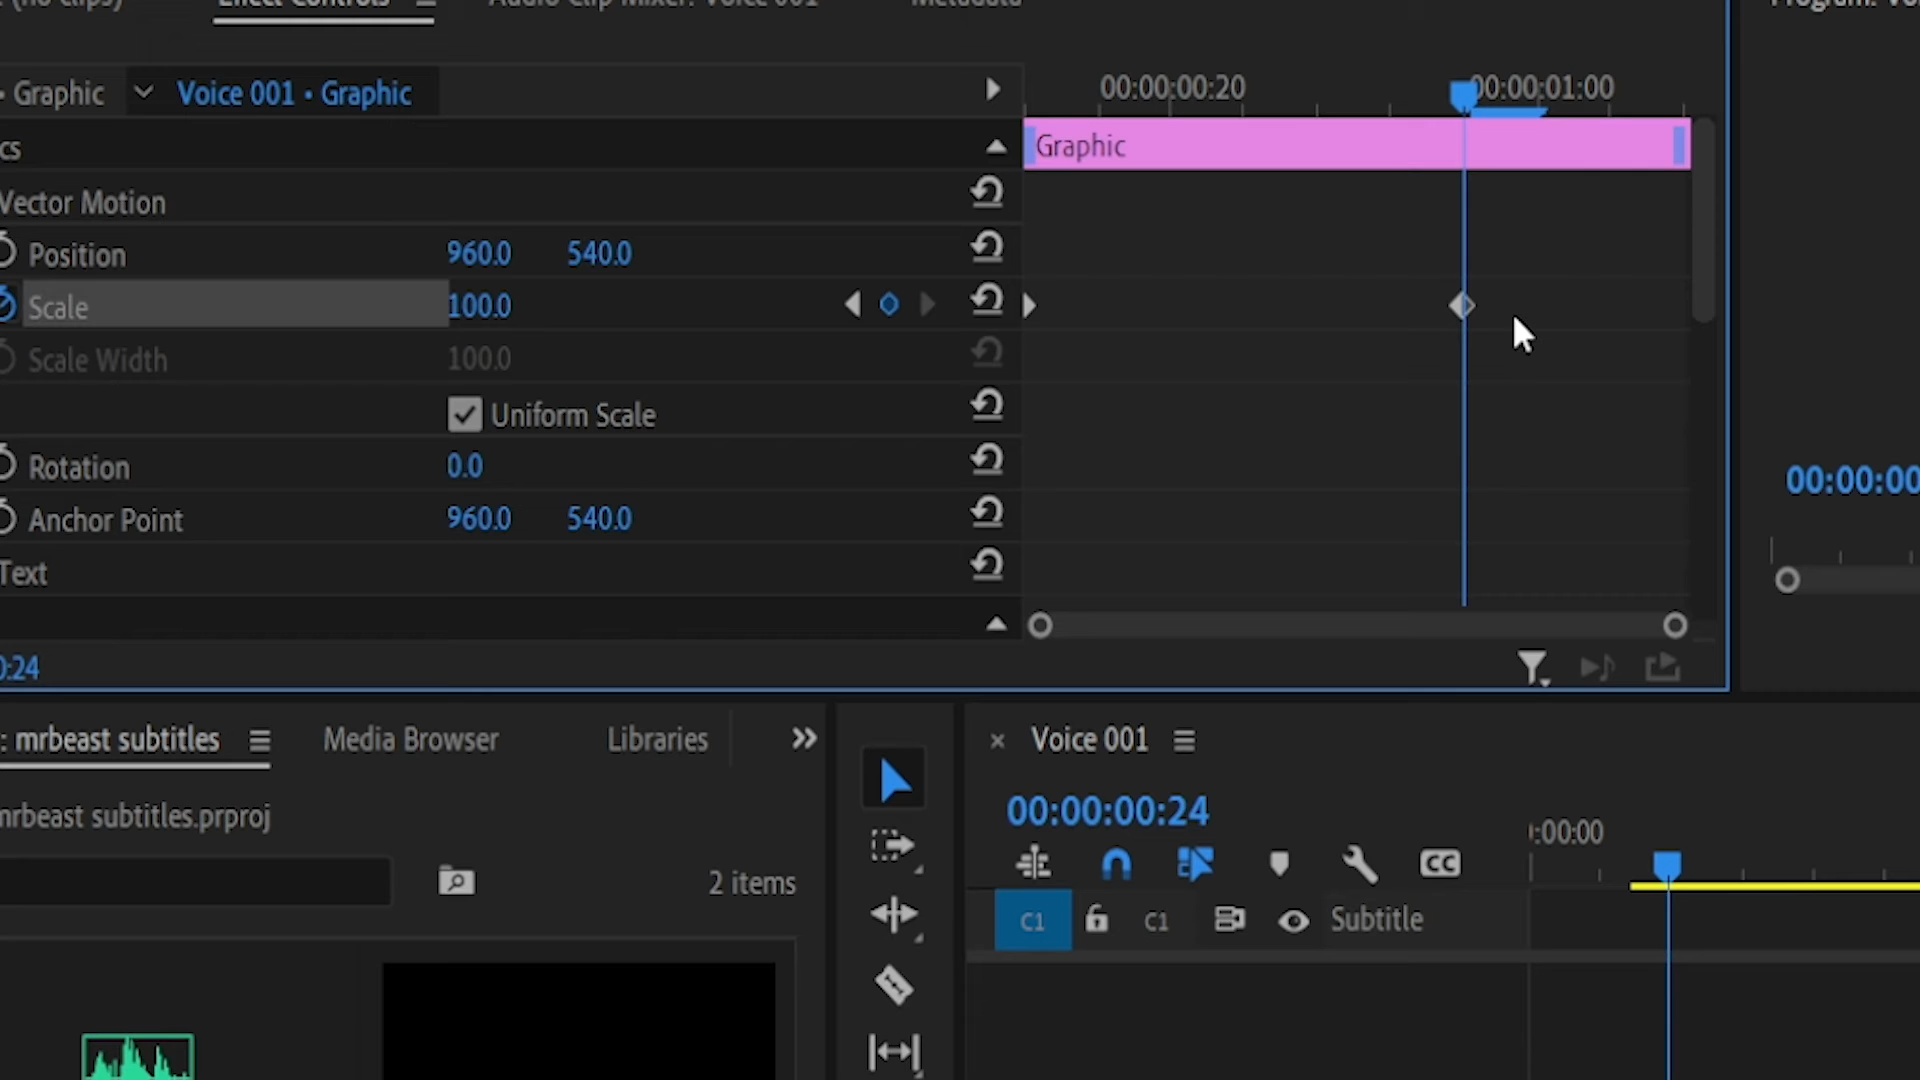 (no clips) Effect Controls Audio Clip Mixer: Voice 001 Metadata
Graphic Voice 001 • Graphic 00:00:00:20 00:00:01:00
cs Graphic
Vector Motion
Position 960.0 540.0
Scale 100.0
Scale Width 100.0
Uniform Scale
Rotation 0.0
00:00:00
Anchor Point 960.0 540.0
Text
0:24
: mrbeast subtitles Media Browser Libraries Voice 001
mrbeast subtitles.prproj 00:00:00:24
:00:00
2 items CC
C1 C1 Subtitle